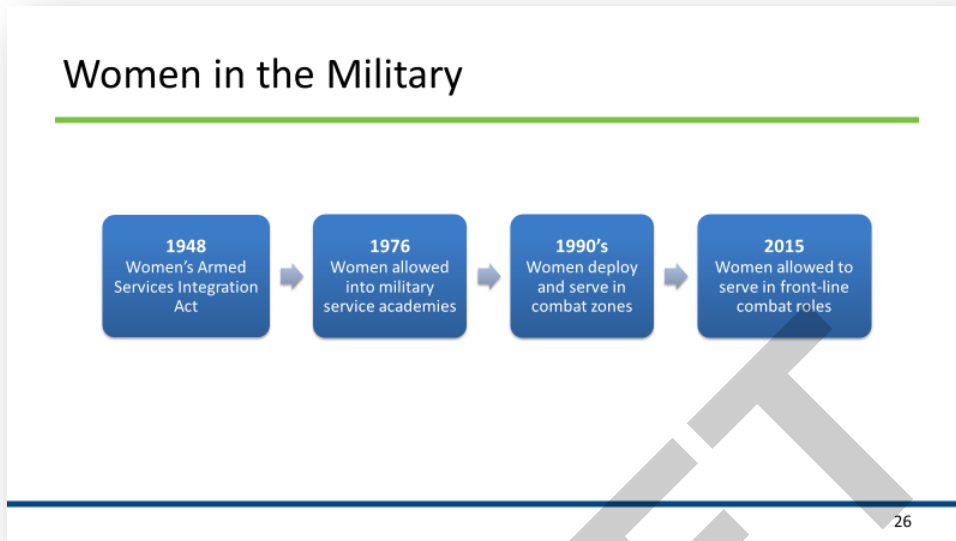 Women in the Military
1948
Women's Armed
Services Integration
Act
1976
Women allowed
into military
service academies
1990's
Women deploy
and serve in
combat zones
2015
Women allowed to
serve in front-line
combat roles
26